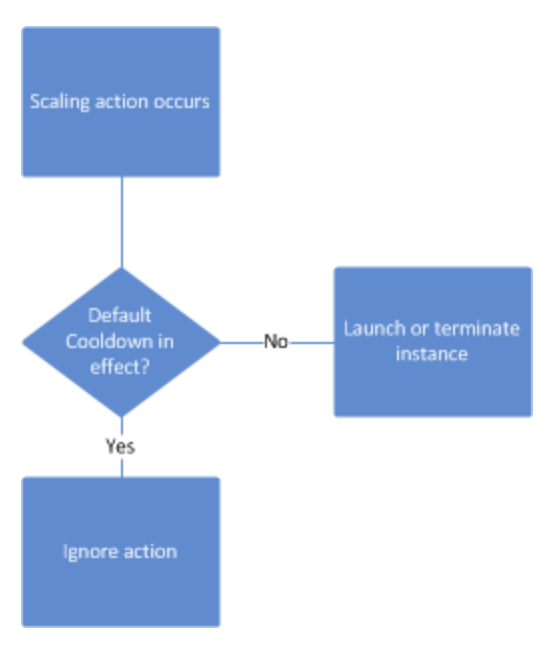 Scaling action occurs
Default
Cooldown in
effect?
No
Launch or terminate
instance
Yes
Ignore action